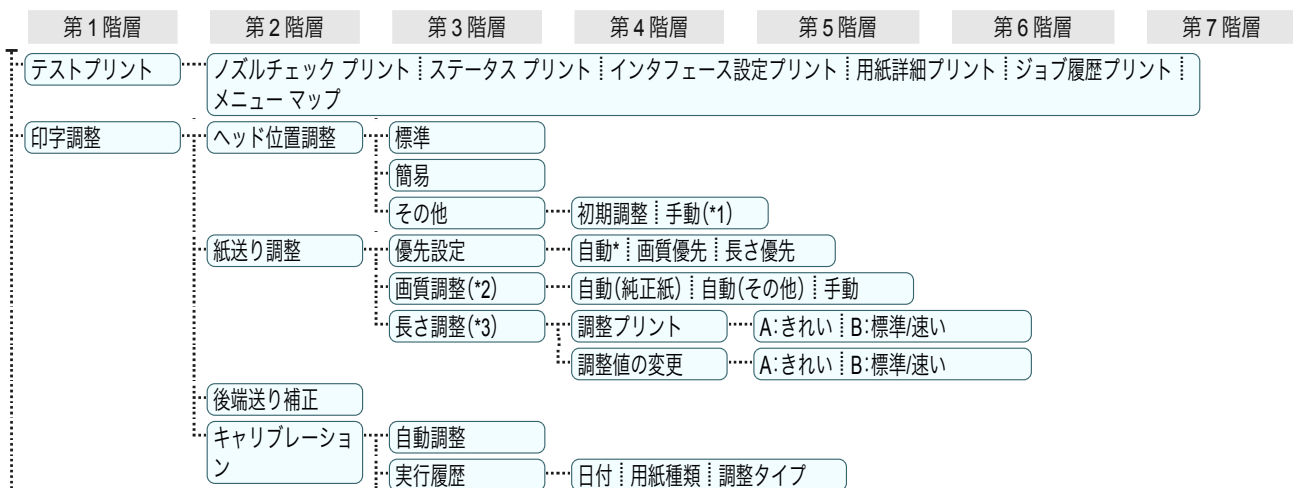 第1階層 第2階層 第3階層 第4階層 第5階層 第6階層 第7階層
テストプリント ノズルチェック プリント ステータス プリント インタフェース設定プリント 用紙詳細プリント ジョブ履歴プリント
メニュー マップ
印字調整 ヘッド位置調整 標準
簡易
その他 初期調整 手動(*1)
紙送り調整 優先設定 自動* 画質優先 長さ優先
画質調整(*2) 自動(純正紙) 自動(その他) 手動
長さ調整(*3) 調整プリント A:きれい B:標準/速い
調整値の変更 A:きれい B:標準/速い
後端送り補正
キャリブレーショ 自動調整
ン
実行履歴 日付 用紙種類 調整タイプ